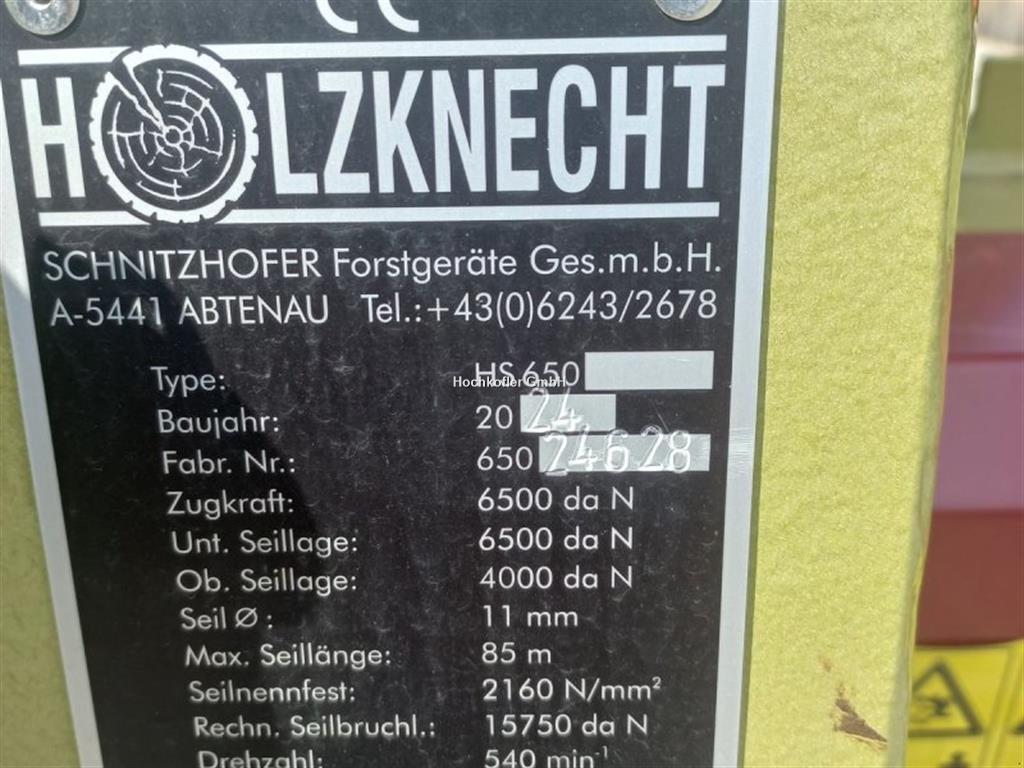 CE
HOLZKNECHT
SCHNITZHOFER Forstgeräte Ges.m.b.H.
A-5441 ABTENAU Tel.:+43(0)6243/2678
Type: HS 650
Hochkofler GmbH
Baujahr: 20 24
Fabr. Nr.: 650 24628
Zugkraft: 6500 da N
Unt. Seillage: 6500 da N
Ob. Seillage: 4000 da N
Seil Ø : 11 mm
Max. Seillänge: 85 m
Seilnennfest: 2160 N/mm²
Rechn. Seilbruchl.: 15750 da N
Drehzahl: 540 min⁻¹